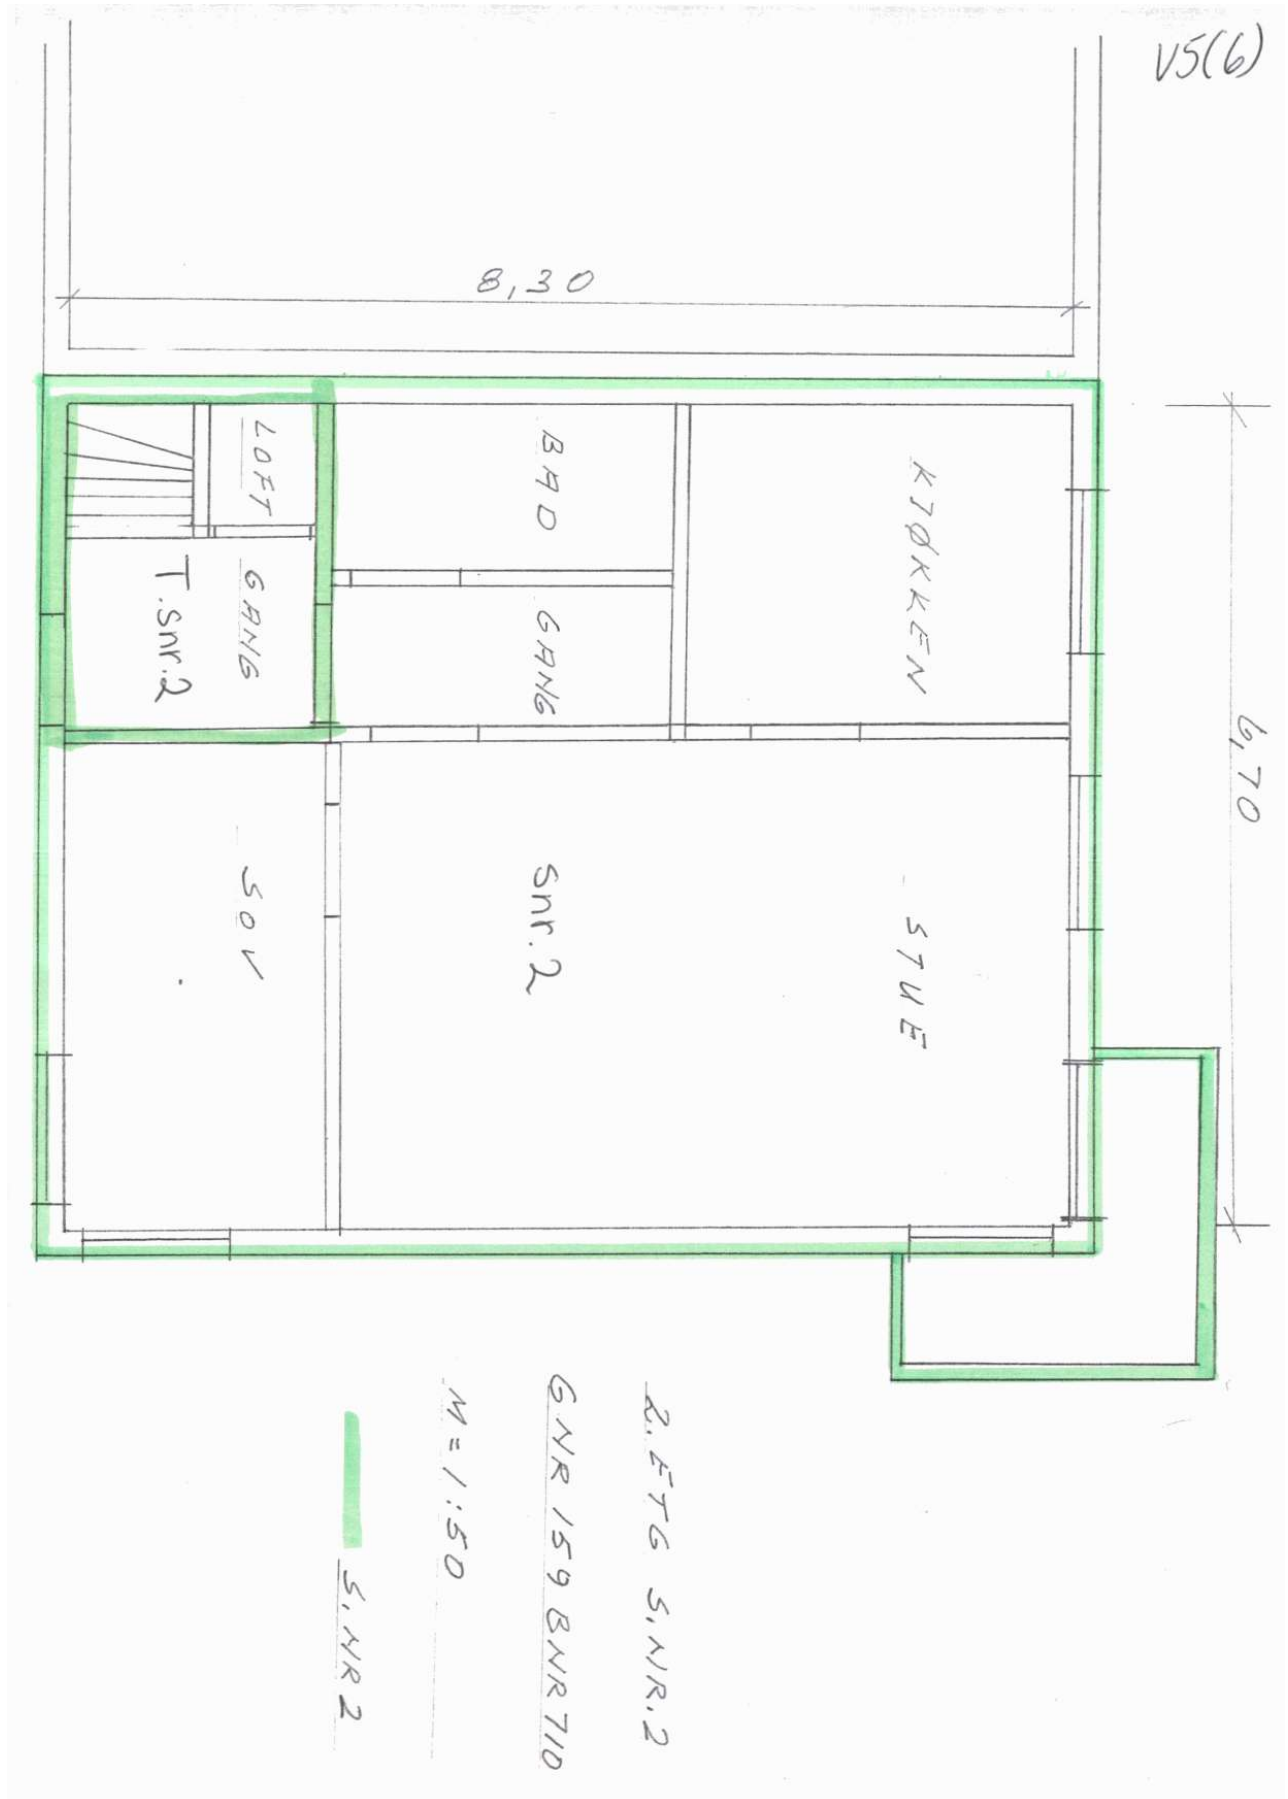 V5(6)
8,30
6,70
KJØKKEN
BAD
LOFT
GANG
GANG
T.snr.2
STUE
Snr.2
SOV
2.ETG S.NR.2
GNR 159 BNR 710
M=1:50
S.NR 2